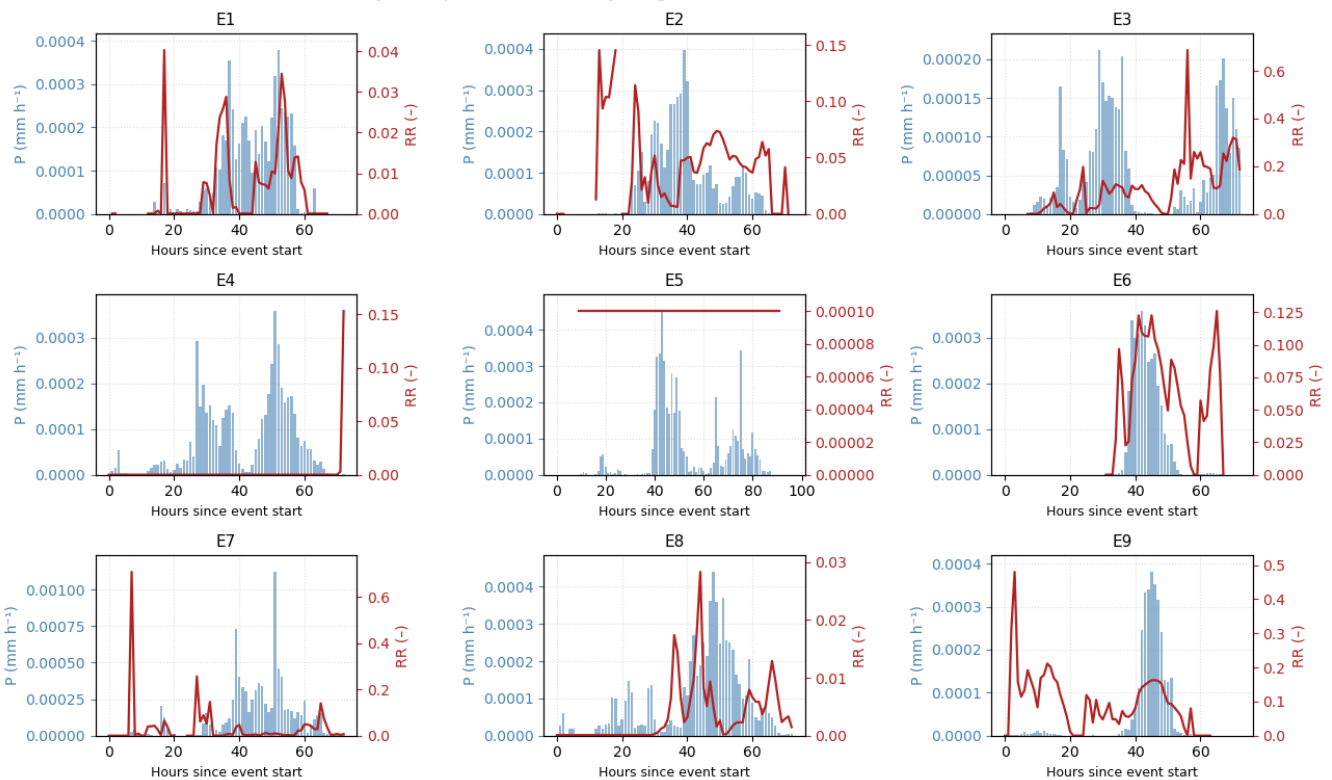 E1 E2 E3
0.0004 0.0003 0.0002 0.0001 0.0000 P (mm h⁻¹) 0 20 40 60 Hours since event start 0.04 0.03 0.02 0.01 0.00 RR (–)
0.0004 0.0003 0.0002 0.0001 0.0000 P (mm h⁻¹) 0 20 40 60 Hours since event start 0.15 0.10 0.05 0.00 RR (–)
0.00020 0.00015 0.00010 0.00005 0.00000 P (mm h⁻¹) 0 20 40 60 Hours since event start 0.6 0.4 0.2 0.0 RR (–)
E4 E5 E6
0.0003 0.0002 0.0001 0.0000 P (mm h⁻¹) 0 20 40 60 Hours since event start 0.15 0.10 0.05 0.00 RR (–)
0.0004 0.0003 0.0002 0.0001 0.0000 P (mm h⁻¹) 0 20 40 60 80 100 Hours since event start 0.00010 0.00008 0.00006 0.00004 0.00002 0.00000 RR (–)
0.0003 0.0002 0.0001 0.0000 P (mm h⁻¹) 0 20 40 60 Hours since event start 0.125 0.100 0.075 0.050 0.025 0.000 RR (–)
E7 E8 E9
0.00100 0.00075 0.00050 0.00025 0.00000 P (mm h⁻¹) 0 20 40 60 Hours since event start 0.6 0.4 0.2 0.0 RR (–)
0.0004 0.0003 0.0002 0.0001 0.0000 P (mm h⁻¹) 0 20 40 60 Hours since event start 0.03 0.02 0.01 0.00 RR (–)
0.0004 0.0003 0.0002 0.0001 0.0000 P (mm h⁻¹) 0 20 40 60 Hours since event start 0.5 0.4 0.3 0.2 0.1 0.0 RR (–)